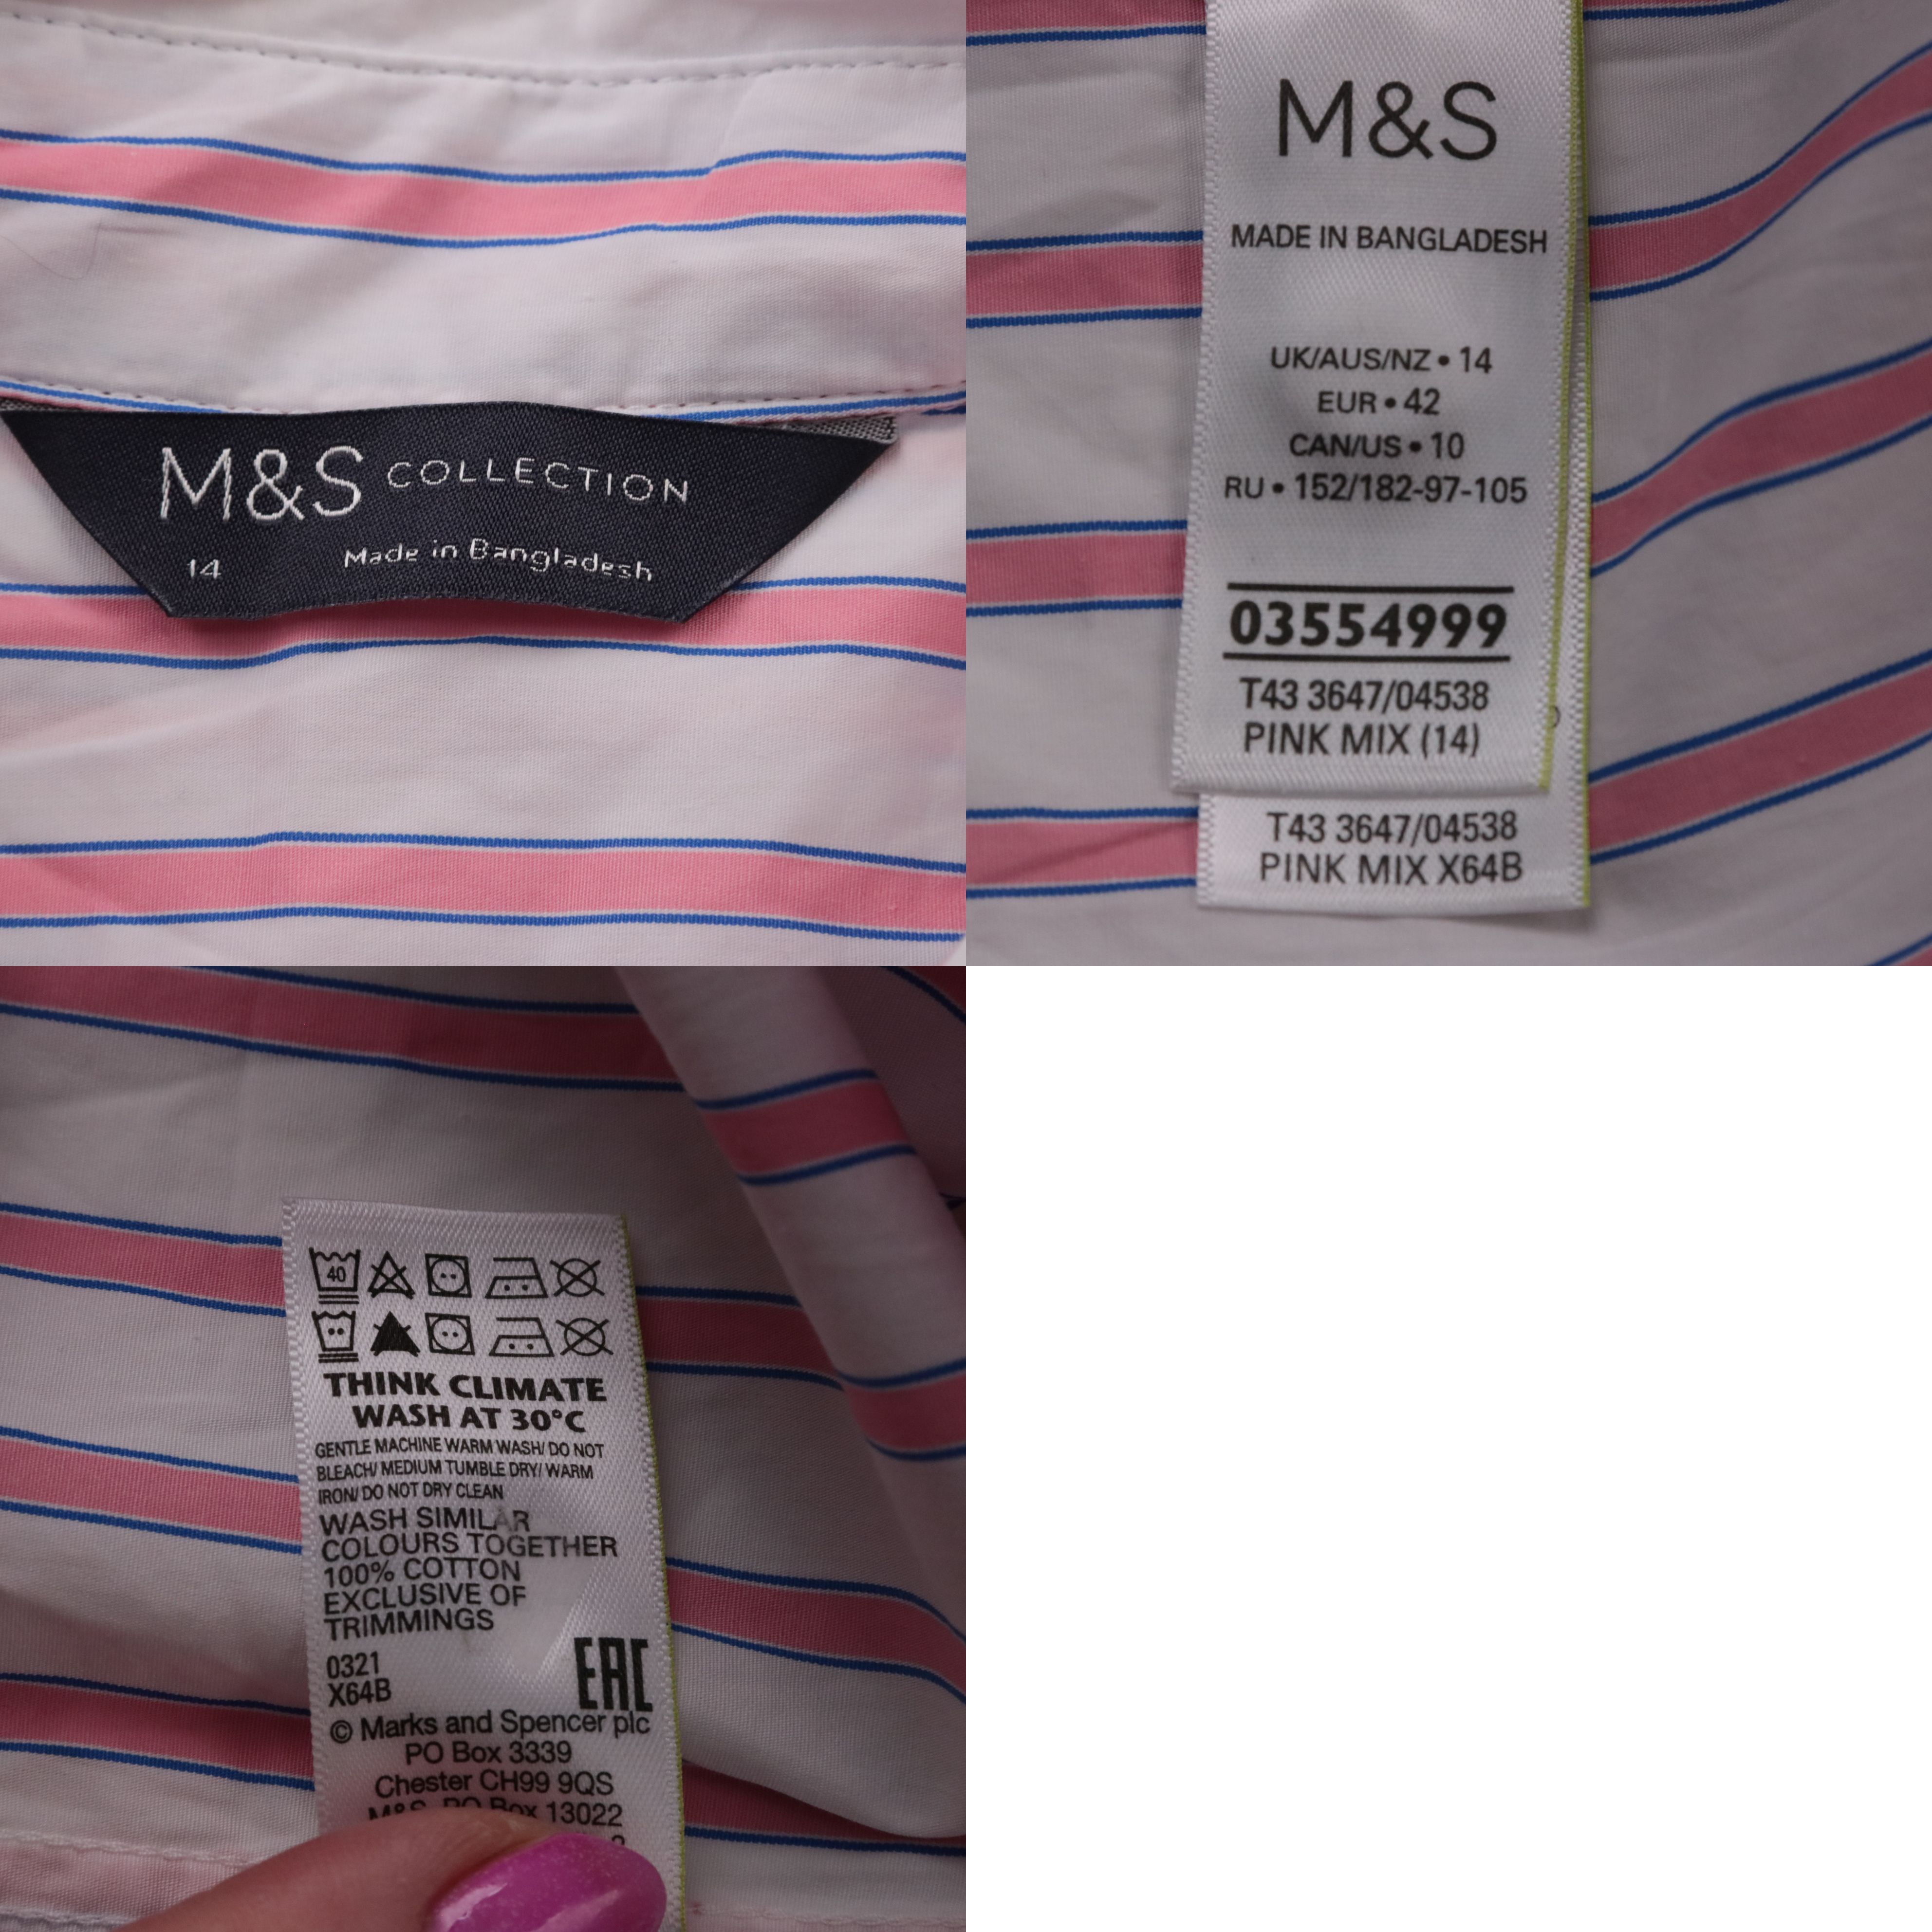 M&S COLLECTION
14 Made in Bangladesh
M&S
MADE IN BANGLADESH
UK/AUS/NZ • 14
EUR • 42
CAN/US • 10
RU • 152/182-97-105
03554999
T43 3647/04538
PINK MIX (14)
T43 3647/04538
PINK MIX X64B
40
THINK CLIMATE
WASH AT 30°C
GENTLE MACHINE WARM WASH/ DO NOT
BLEACH/ MEDIUM TUMBLE DRY/ WARM
IRON/ DO NOT DRY CLEAN
WASH SIMILAR
COLOURS TOGETHER
100% COTTON
EXCLUSIVE OF
TRIMMINGS
0321
X64B
EAC
© Marks and Spencer plc
PO Box 3339
Chester CH99 9QS
M&S, PO Box 13022